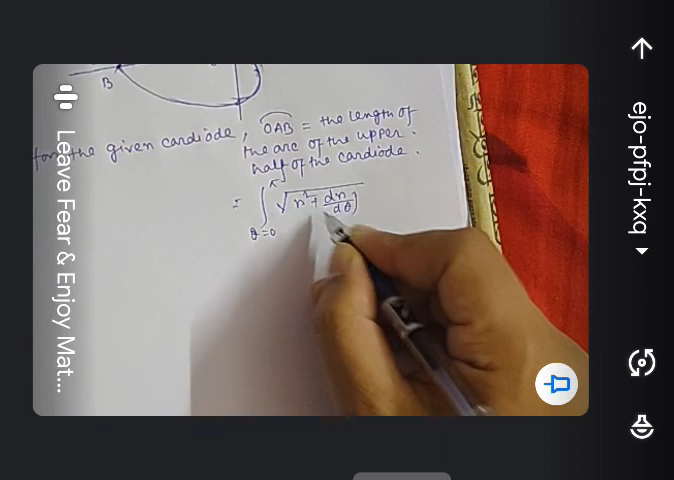 B
for the given cardiode, OAB = the length of
the arc of the upper
half of the cardiode.
= ∫ θ=0 π √ r² + (dr/dθ)
Leave Fear & Enjoy Mat...
ejo-pfpj-kxq